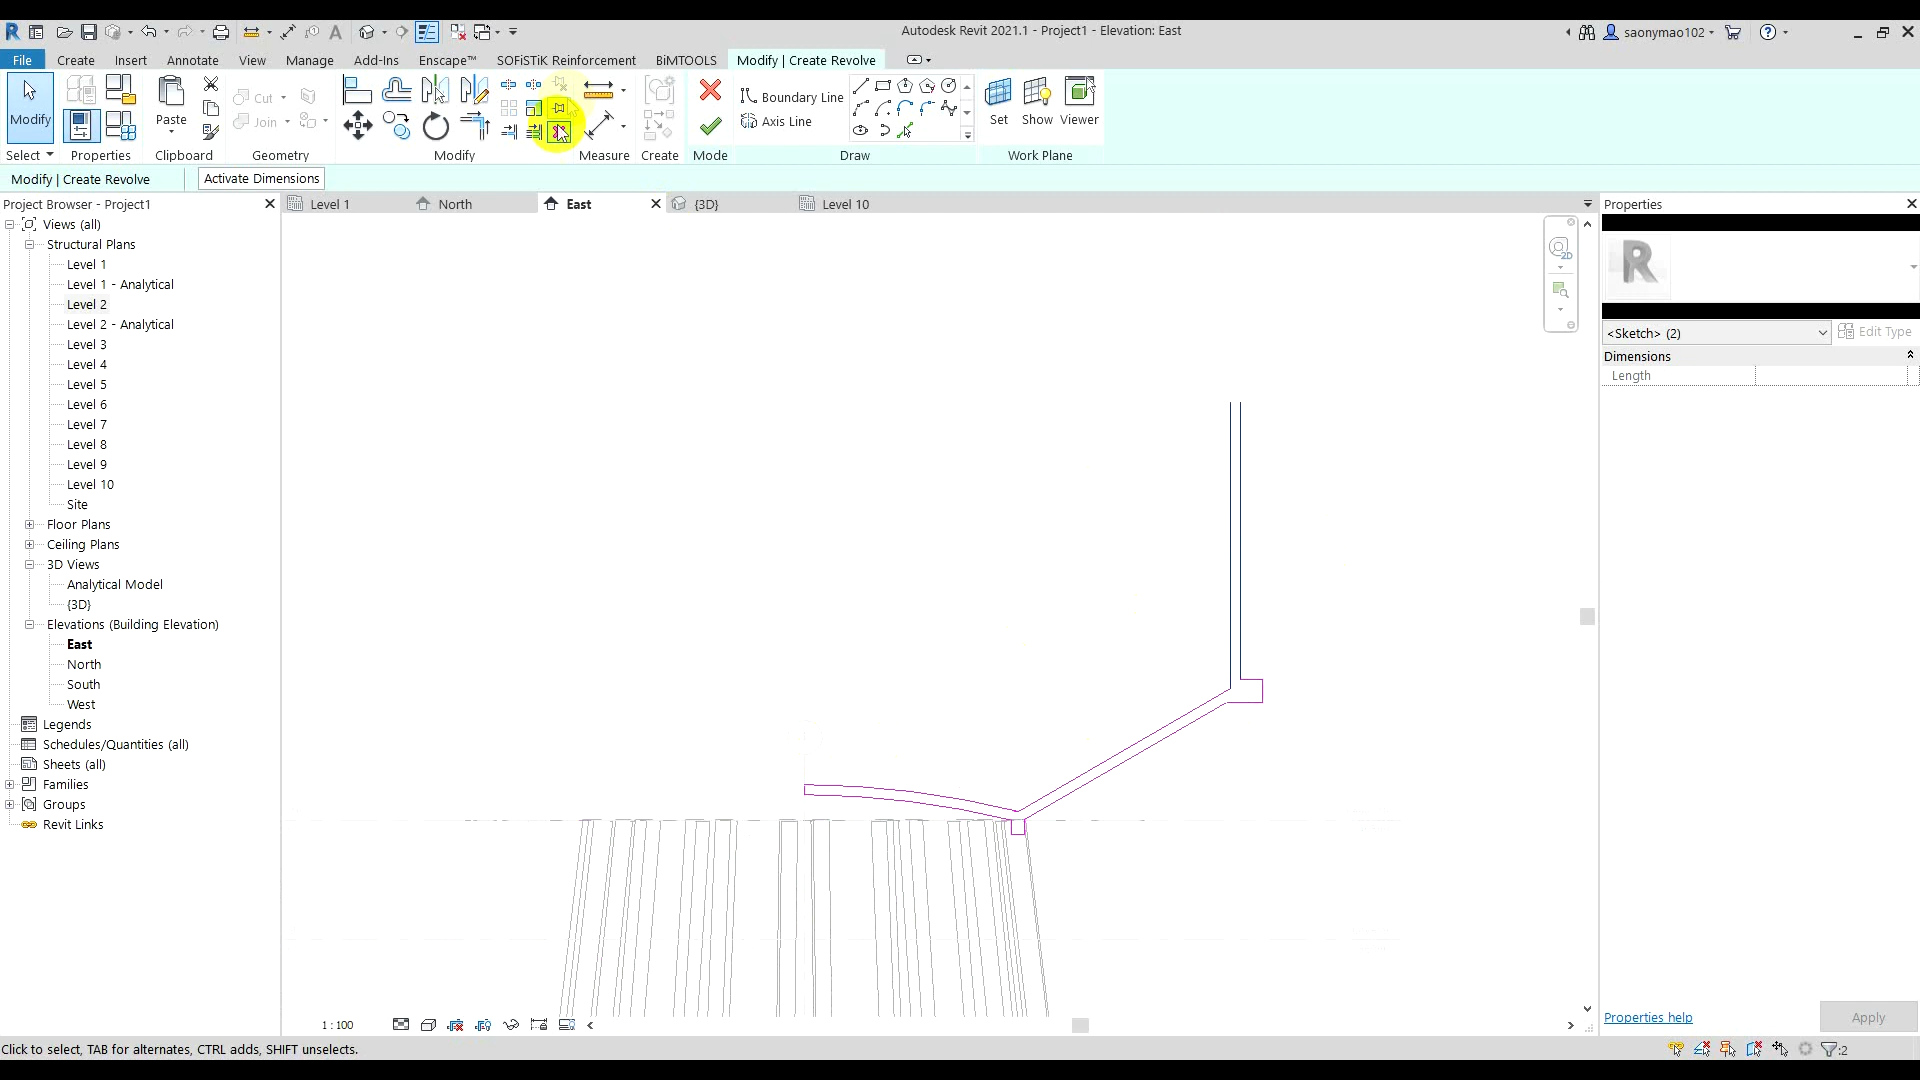 Autodesk Revit 2021.1 - Project1 - Elevation: East
saonymao102
File Create Insert Annotate View Manage Add-Ins Enscape™ SOFiSTiK Reinforcement BiMTOOLS Modify | Create Revolve
Modify
Paste
Cut
Join
Boundary Line
Axis Line
Set Show Viewer
Select Properties Clipboard Geometry Modify Measure Create Mode Draw Work Plane
Modify | Create Revolve Activate Dimensions
Project Browser - Project1
Level 1 North East {3D} Level 10
Views (all)
Structural Plans
Level 1
Level 1 - Analytical
Level 2
Level 2 - Analytical
Level 3
Level 4
Level 5
Level 6
Level 7
Level 8
Level 9
Level 10
Site
Floor Plans
Ceiling Plans
3D Views
Analytical Model
{3D}
Elevations (Building Elevation)
East
North
South
West
Legends
Schedules/Quantities (all)
Sheets (all)
Families
Groups
Revit Links
2D
Properties
R
<Sketch> (2)
Edit Type
Dimensions
Length
Properties help
Apply
1 : 100
Click to select, TAB for alternates, CTRL adds, SHIFT unselects.
:2